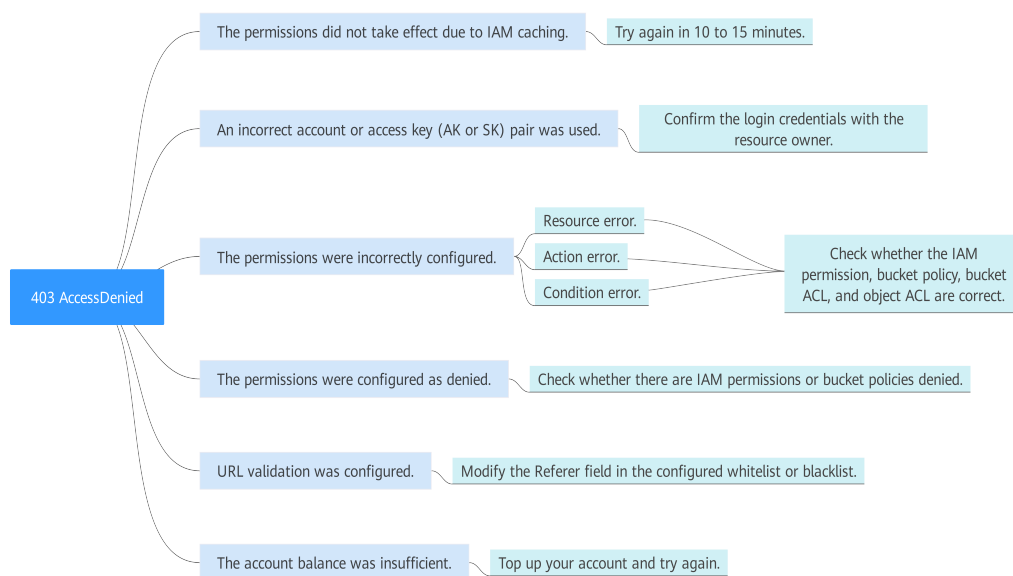 The permissions did not take effect due to IAM caching.
Try again in 10 to 15 minutes.
An incorrect account or access key (AK or SK) pair was used.
Confirm the login credentials with the
resource owner.
403 AccessDenied
The permissions were incorrectly configured.
Resource error.
Action error.
Condition error.
Check whether the IAM
permission, bucket policy, bucket
ACL, and object ACL are correct.
The permissions were configured as denied.
Check whether there are IAM permissions or bucket policies denied.
URL validation was configured.
Modify the Referer field in the configured whitelist or blacklist.
The account balance was insufficient.
Top up your account and try again.